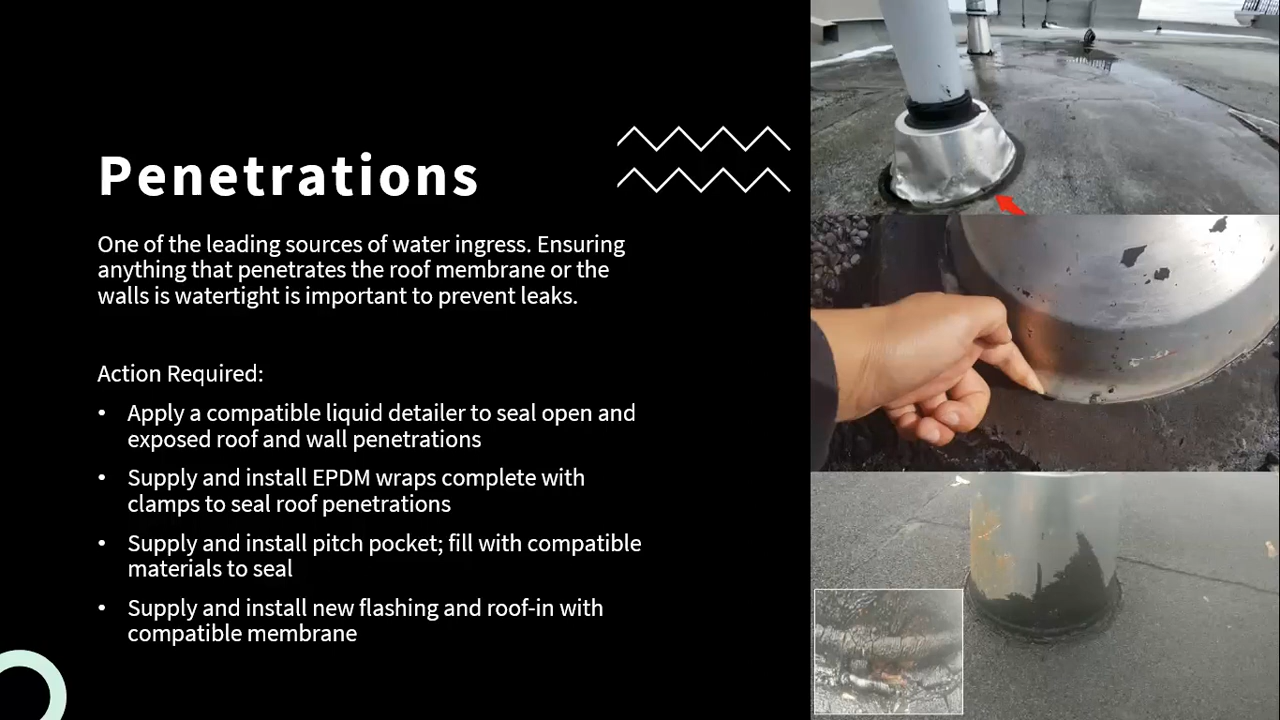 Penetrations
One of the leading sources of water ingress. Ensuring
anything that penetrates the roof membrane or the
walls is watertight is important to prevent leaks.
Action Required:
• Apply a compatible liquid detailer to seal open and
exposed roof and wall penetrations
• Supply and install EPDM wraps complete with
clamps to seal roof penetrations
• Supply and install pitch pocket; fill with compatible
materials to seal
• Supply and install new flashing and roof-in with
compatible membrane